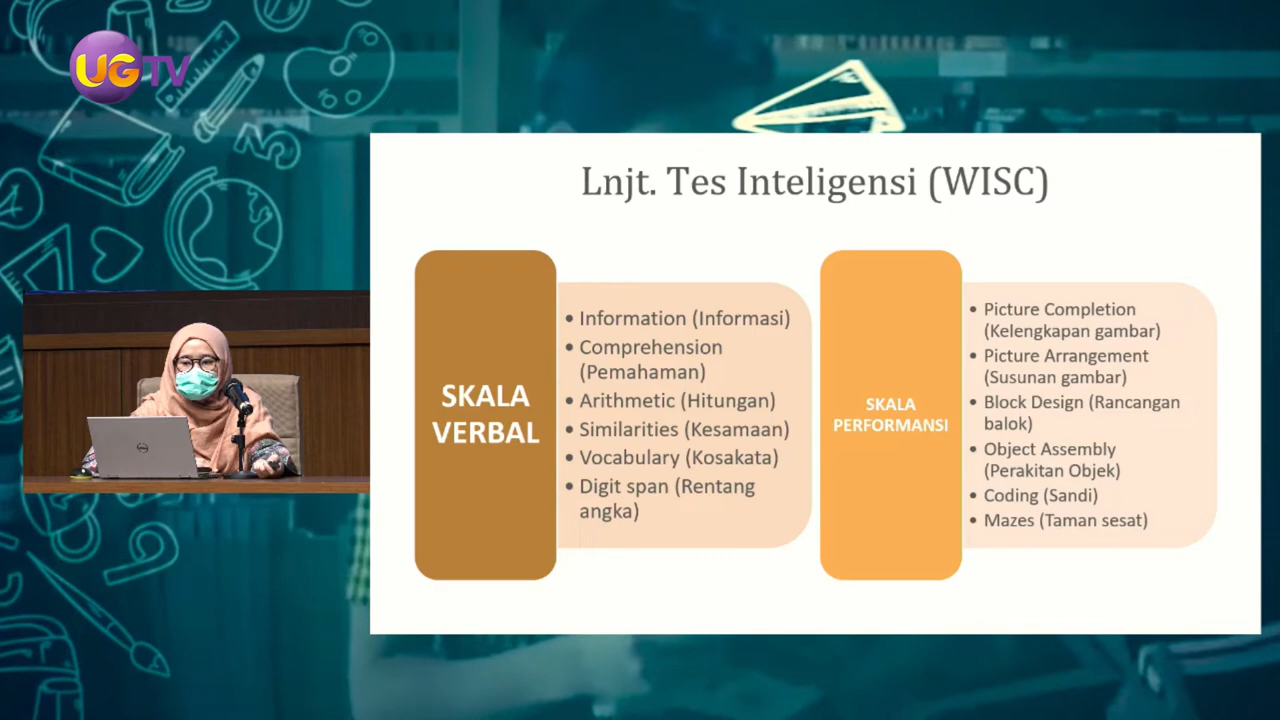 UGTV
Lnjt. Tes Inteligensi (WISC)
SKALA
VERBAL
• Information (Informasi)
• Comprehension
(Pemahaman)
• Arithmetic (Hitungan)
• Similarities (Kesamaan)
• Vocabulary (Kosakata)
• Digit span (Rentang
angka)
SKALA
PERFORMANSI
• Picture Completion
(Kelengkapan gambar)
• Picture Arrangement
(Susunan gambar)
• Block Design (Rancangan
balok)
• Object Assembly
(Perakitan Objek)
• Coding (Sandi)
• Mazes (Taman sesat)
DELL